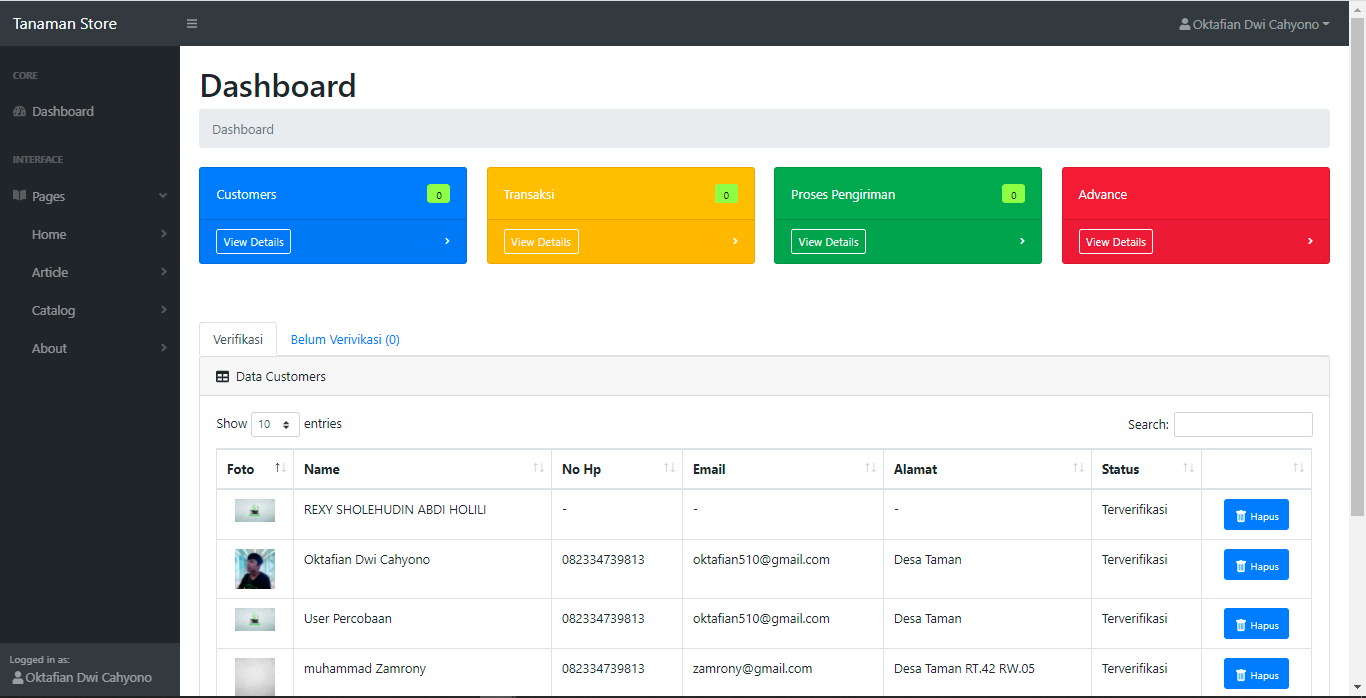 Tanaman Store
Oktafian Dwi Cahyono
CORE
Dashboard
INTERFACE
Pages
Home
Article
Catalog
About
Logged in as:
Oktafian Dwi Cahyono
Dashboard
Dashboard
Customers 0
View Details
Transaksi 0
View Details
Proses Pengiriman 0
View Details
Advance
View Details
Verifikasi Belum Verivikasi (0)
Data Customers
Show 10 entries Search:
Foto Name No Hp Email Alamat Status
REXY SHOLEHUDIN ABDI HOLILI - - - Terverifikasi Hapus
Oktafian Dwi Cahyono 082334739813 oktafian510@gmail.com Desa Taman Terverifikasi Hapus
User Percobaan 082334739813 oktafian510@gmail.com Desa Taman Terverifikasi Hapus
muhammad Zamrony 082334739813 zamrony@gmail.com Desa Taman RT.42 RW.05 Terverifikasi Hapus